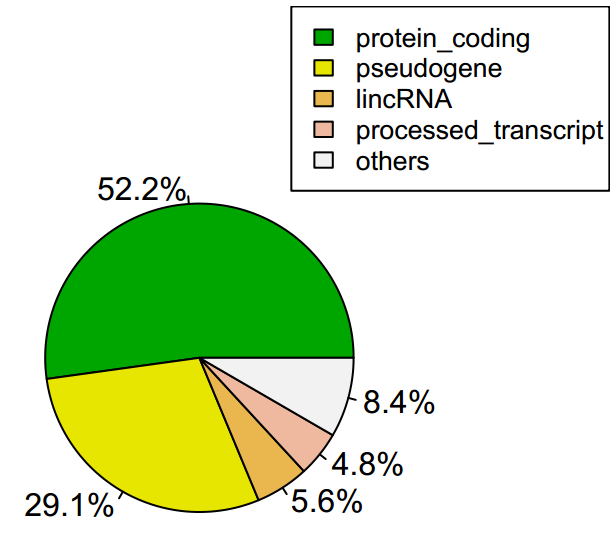 protein_coding
pseudogene
lincRNA
processed_transcript
others
52.2%
8.4%
4.8%
5.6%
29.1%